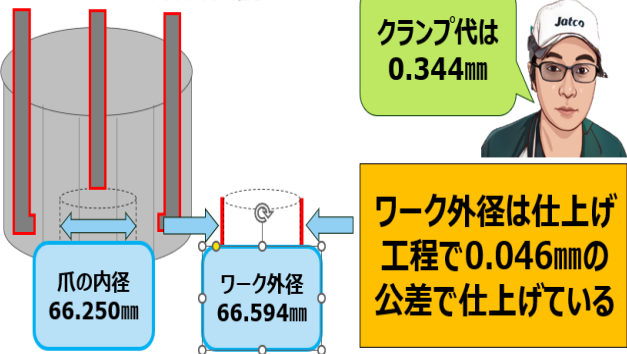 クランプ代は
0.344㎜
Jatco
ワーク外径は仕上げ
工程で0.046㎜の
公差で仕上げている
爪の内径
66.250㎜
ワーク外径
66.594㎜